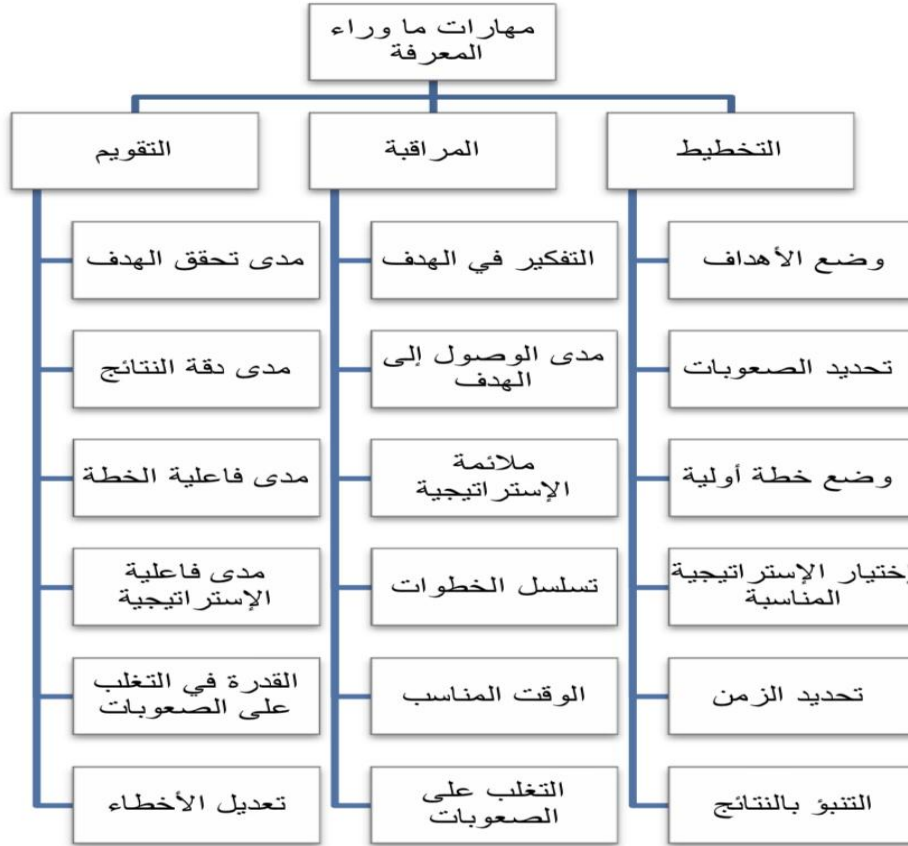 مهارات ما وراء
المعرفة
التخطيط
وضع الأهداف
تحديد الصعوبات
وضع خطة أولية
إختيار الإستراتيجية
المناسبة
تحديد الزمن
التنبؤ بالنتائج
المراقبة
التفكير في الهدف
مدى الوصول إلى
الهدف
ملائمة
الإستراتيجية
تسلسل الخطوات
الوقت المناسب
التغلب على
الصعوبات
التقويم
مدى تحقق الهدف
مدى دقة النتائج
مدى فاعلية الخطة
مدى فاعلية
الإستراتيجية
القدرة في التغلب
على الصعوبات
تعديل الأخطاء